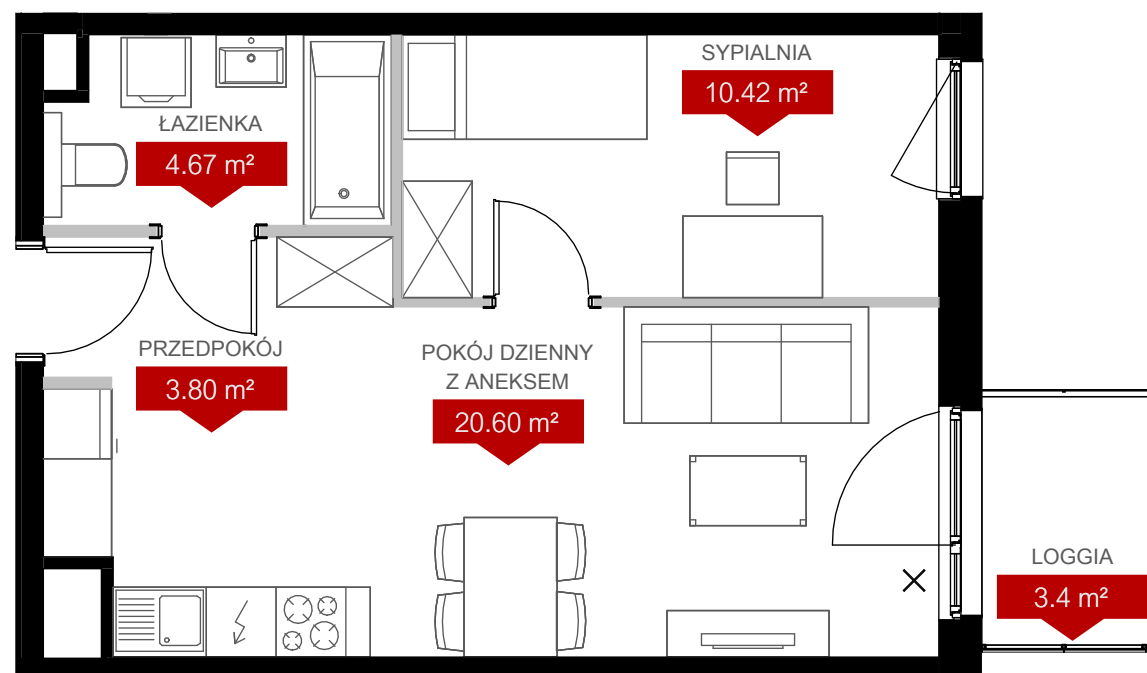 SYPIALNIA
10.42 m²
ŁAZIENKA
4.67 m²
PRZEDPOKÓJ
3.80 m²
POKÓJ DZIENNY
Z ANEKSEM
20.60 m²
LOGGIA
3.4 m²